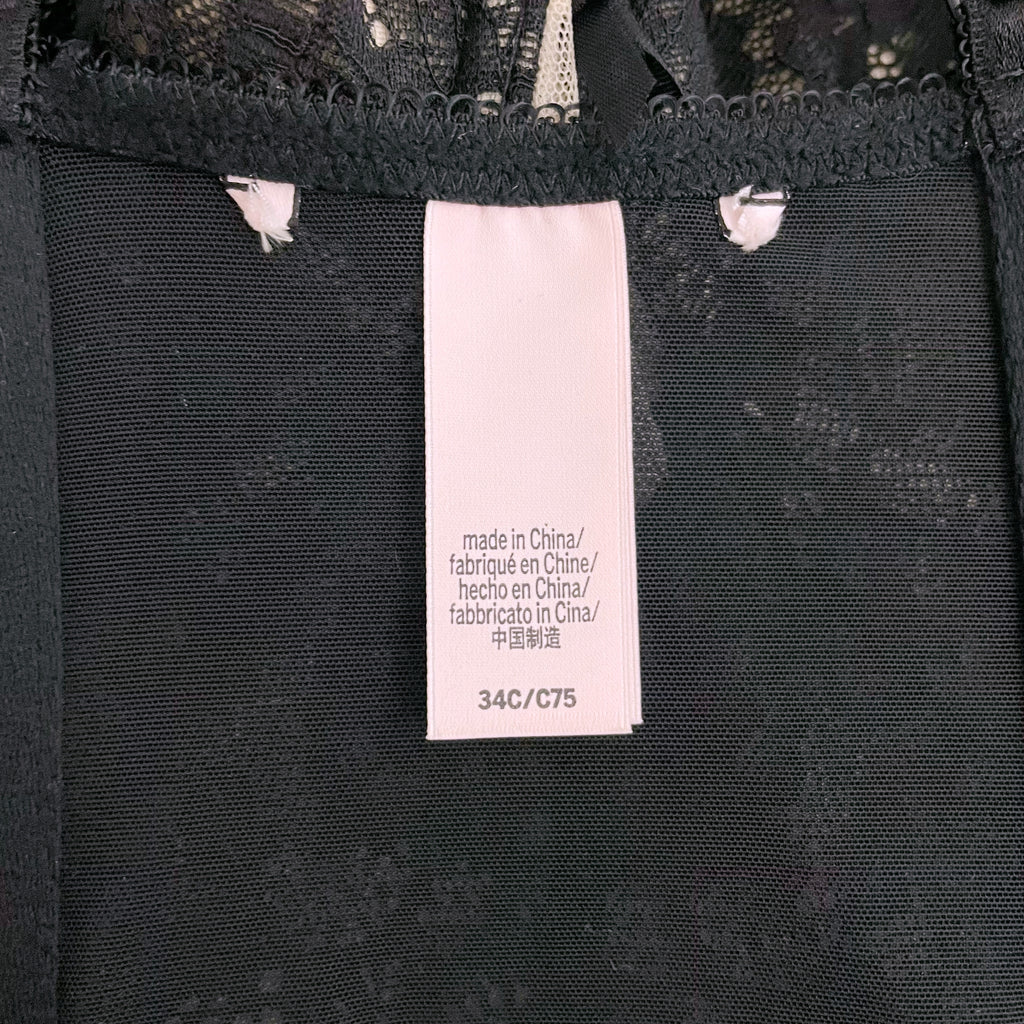 made in China/
fabriqué en Chine/
hecho en China/
fabbricato in Cina/
中国制造
34C/C75